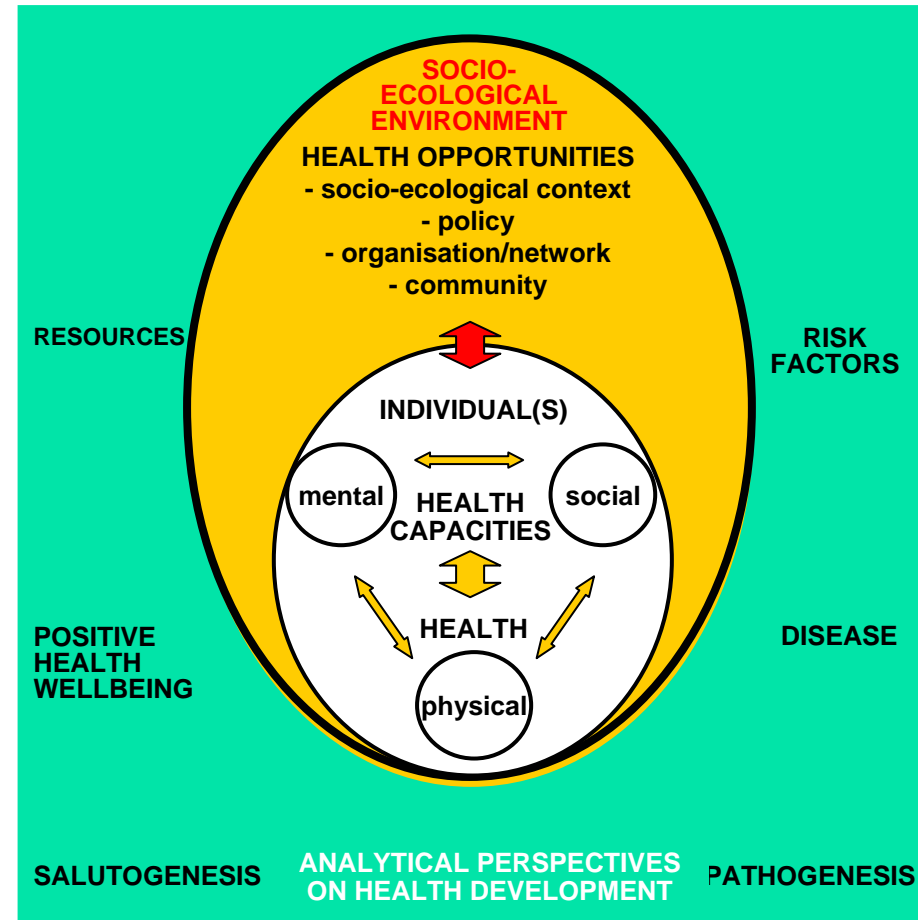 SOCIO-
ECOLOGICAL
ENVIRONMENT
HEALTH OPPORTUNITIES
- socio-ecological context
- policy
- organisation/network
- community
RESOURCES
RISK
FACTORS
INDIVIDUAL(S)
mental
social
HEALTH
CAPACITIES
HEALTH
physical
POSITIVE
HEALTH
WELLBEING
DISEASE
SALUTOGENESIS
ANALYTICAL PERSPECTIVES
ON HEALTH DEVELOPMENT
PATHOGENESIS